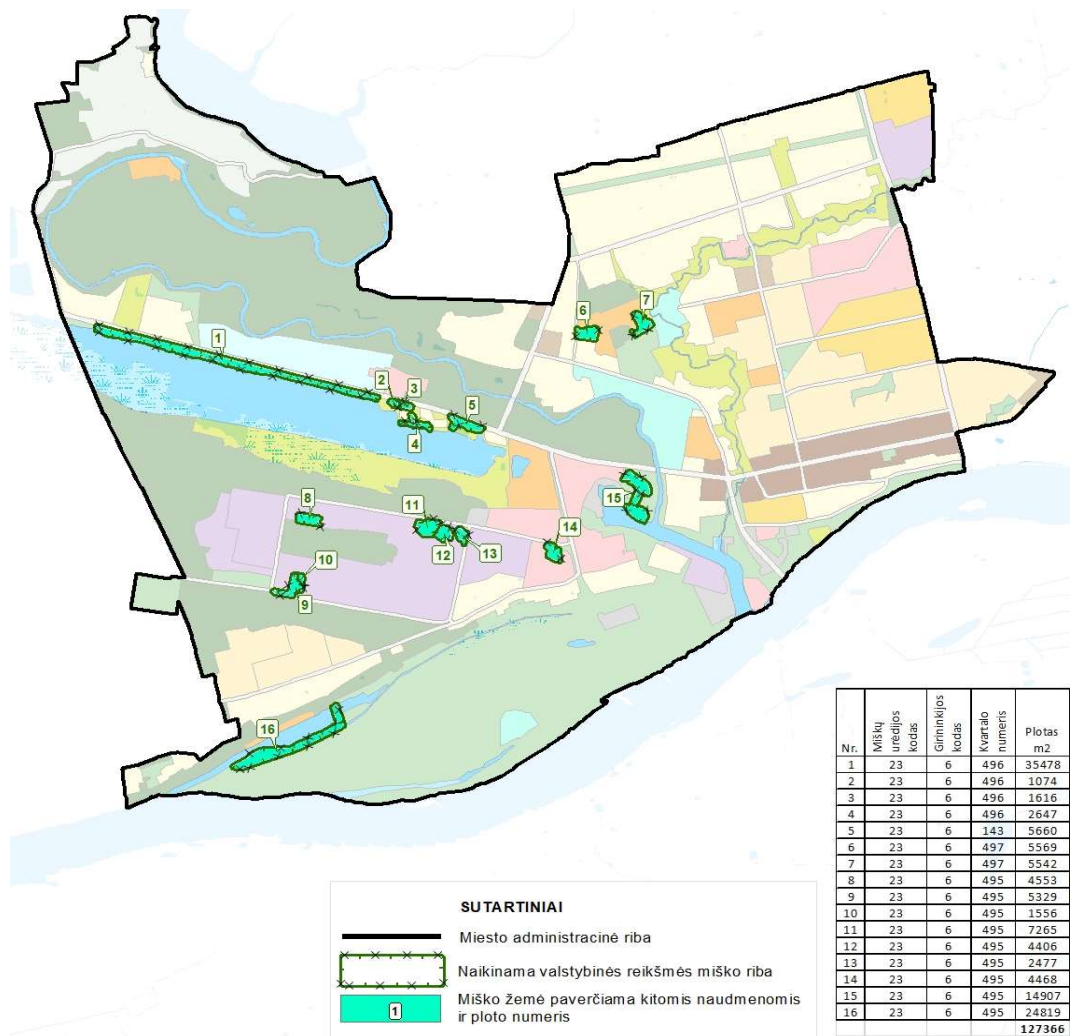 1
2
3
4
5
6
7
8
9
10
11
12
13
14
15
16
Nr. Miškų urėdijos kodas Girininkijos kodas Kvartalo numeris Plotas m2
1 23 6 496 35478
2 23 6 496 1074
3 23 6 496 1616
4 23 6 496 2647
5 23 6 143 5660
6 23 6 497 5569
7 23 6 497 5542
8 23 6 495 4553
9 23 6 495 5329
10 23 6 495 1556
11 23 6 495 7265
12 23 6 495 4406
13 23 6 495 2477
14 23 6 495 4468
15 23 6 495 14907
16 23 6 495 24819
127366
SUTARTINIAI
Miesto administracinė riba
Naikinama valstybinės reikšmės miško riba
1 Miško žemė paverčiama kitomis naudmenomis
ir ploto numeris